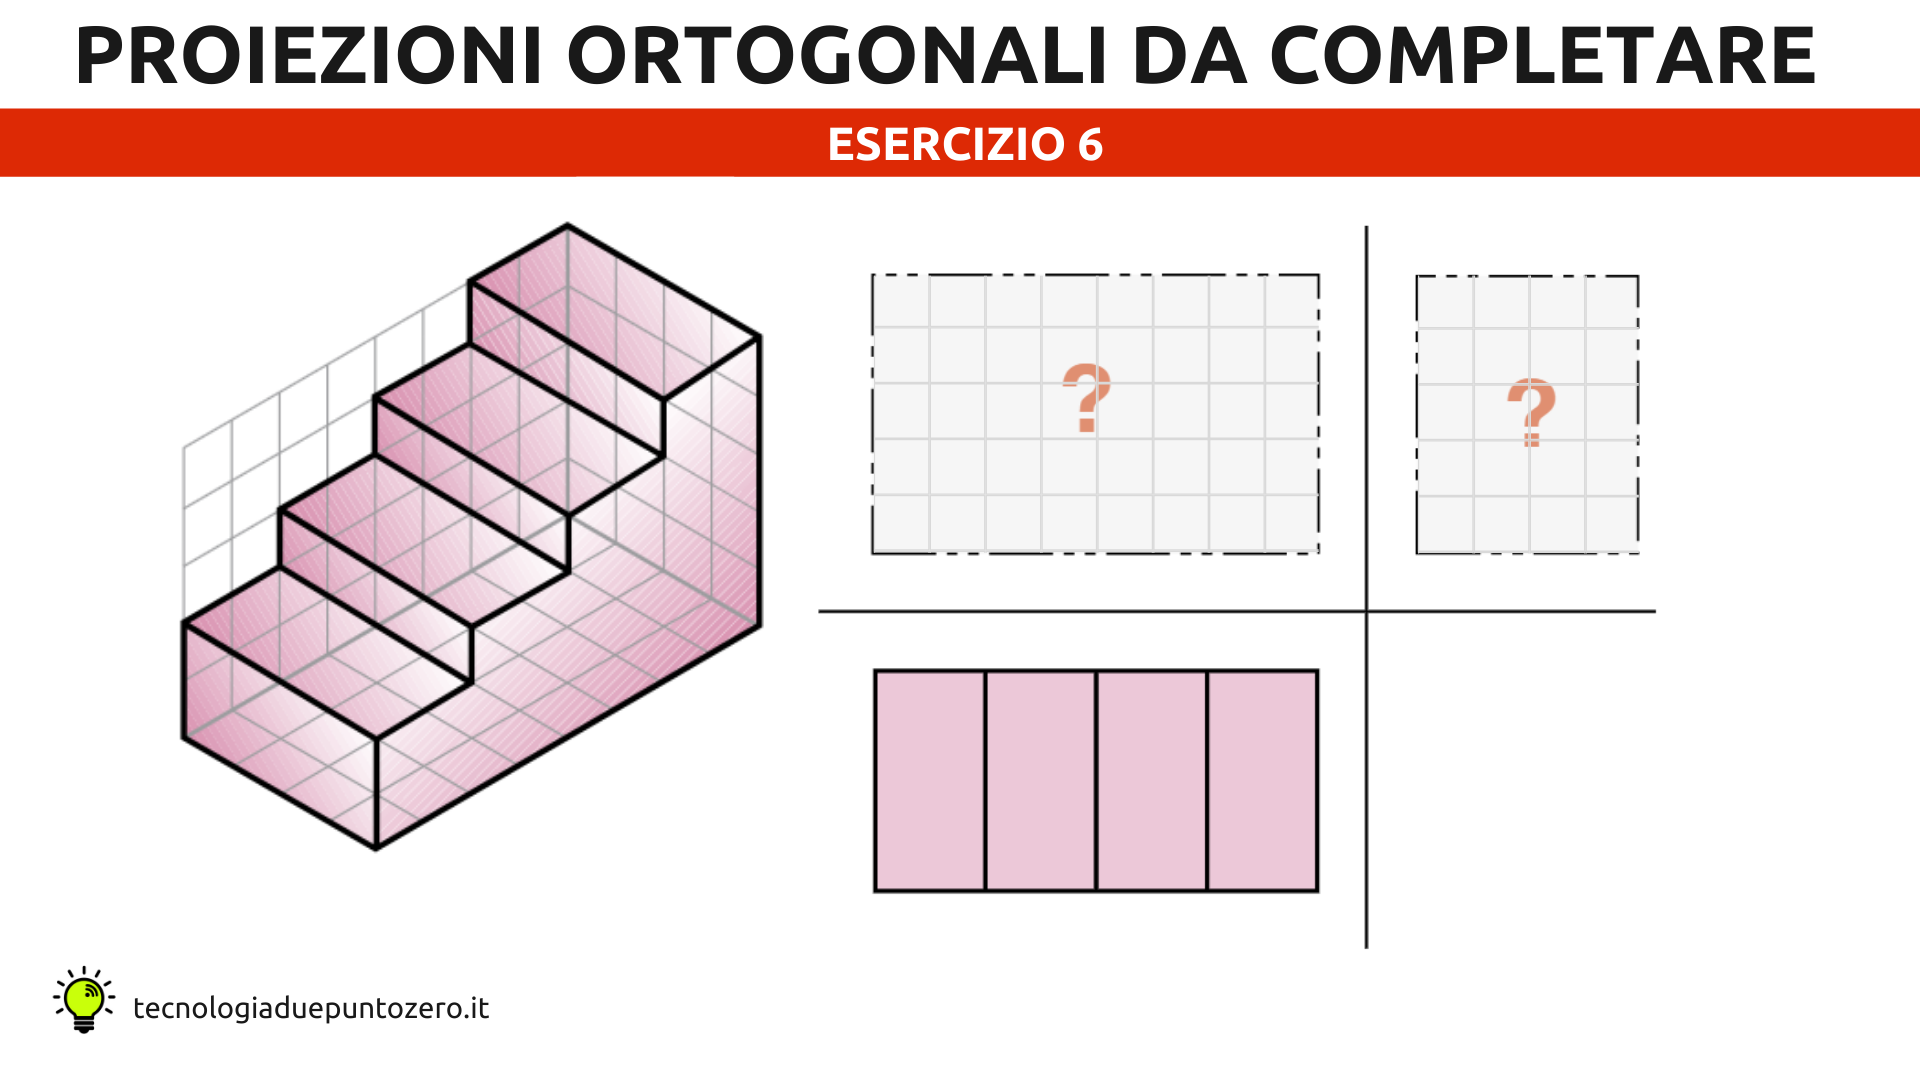 PROIEZIONI ORTOGONALI DA COMPLETARE
ESERCIZIO 6
?
?
tecnologiaduepuntozero.it